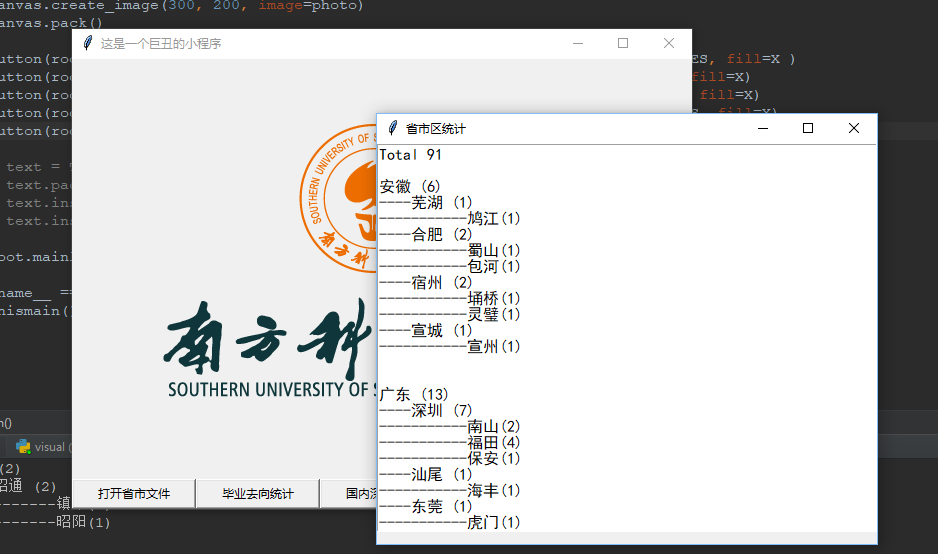 anvas.create_image(300, 200, image=photo)
anvas.pack()
这是一个巨丑的小程序
utton(roo
ES, fill=X )
utton(roo
fill=X)
utton(roo
fill=X)
utton(roo
fill=X)
utton(roo
text =
text.pac
text.ins
text.ins
oot.mainl
name__ ==
hismain()
SOUTHERN UNIVERSITY OF S
南方科
SOUTHERN UNIVERSITY OF S
打开省市文件
毕业去向统计
国内深
省市区统计
Total 91
安徽 (6)
----芜湖 (1)
-----------鸠江(1)
----合肥 (2)
-----------蜀山(1)
-----------包河(1)
----宿州 (2)
-----------埇桥(1)
-----------灵璧(1)
----宣城 (1)
-----------宣州(1)
广东 (13)
----深圳 (7)
-----------南山(2)
-----------福田(4)
-----------保安(1)
----汕尾 (1)
-----------海丰(1)
----东莞 (1)
-----------虎门(1)
n()
visual (
(2)
昭通 (2)
-------镇
-------昭阳(1)